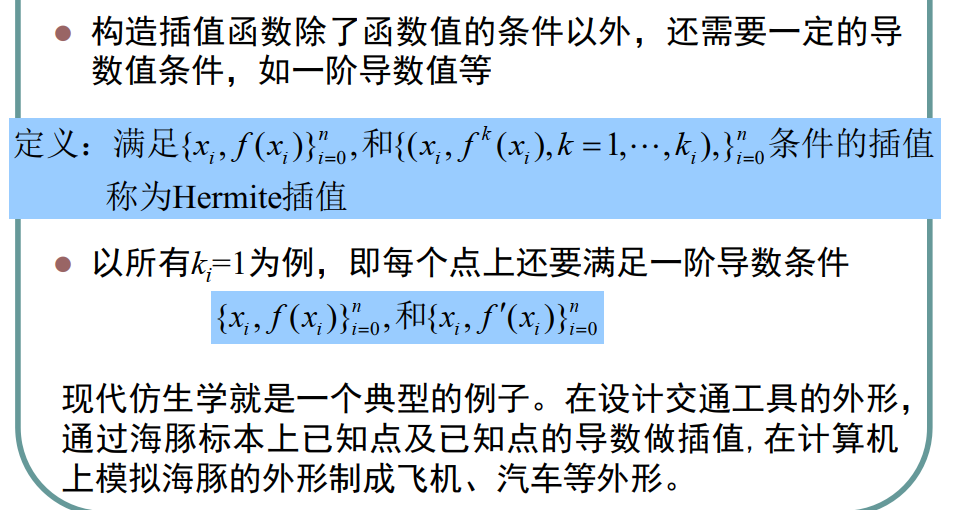 ● 构造插值函数除了函数值的条件以外，还需要一定的导
数值条件，如一阶导数值等
定义：满足{x_i, f(x_i)}_{i=0}^n,和{(x_i, f^k(x_i),k=1,⋯,k_i),}_{i=0}^n条件的插值
称为Hermite插值
● 以所有k_i=1为例，即每个点上还要满足一阶导数条件
{x_i, f(x_i)}_{i=0}^n,和{x_i, f′(x_i)}_{i=0}^n
现代仿生学就是一个典型的例子。在设计交通工具的外形，
通过海豚标本上已知点及已知点的导数做插值,在计算机
上模拟海豚的外形制成飞机、汽车等外形。